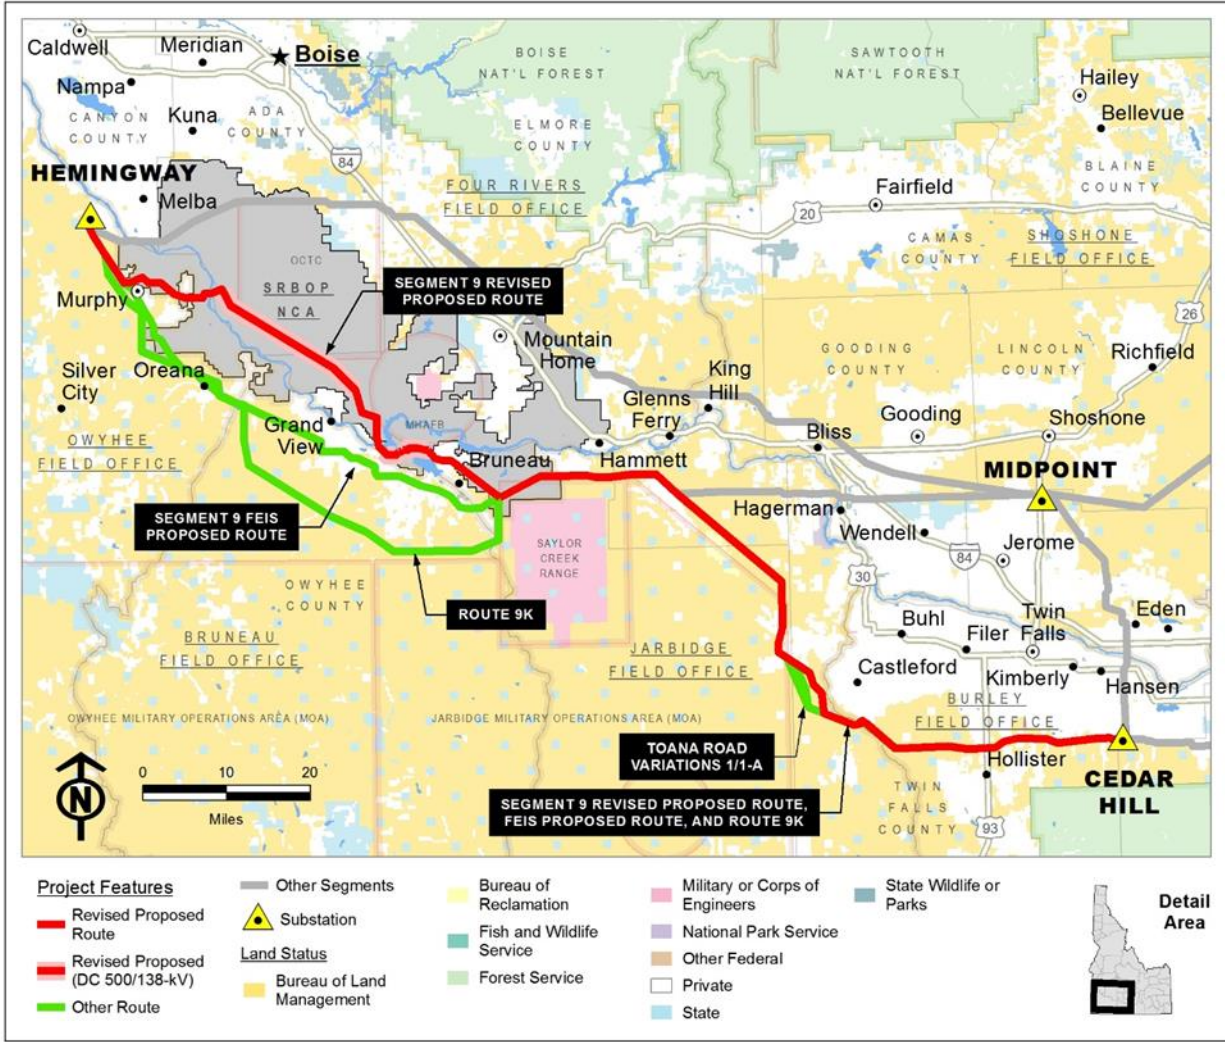 Caldwell
Meridian
Boise
Nampa
CANYON
COUNTY
Kuna
ADA
COUNTY
84
BOISE
NAT'L FOREST
SAWTOOTH
NAT'L FOREST
Hailey
Bellevue
ELMORE
COUNTY
BLAINE
COUNTY
HEMINGWAY
Melba
FOUR RIVERS
FIELD OFFICE
Fairfield
20
CAMAS
COUNTY
SHOSHONE
FIELD OFFICE
OCTC
SRBOP
NCA
SEGMENT 9 REVISED
PROPOSED ROUTE
Murphy
26
Mountain
Home
GOODING
COUNTY
LINCOLN
COUNTY
Richfield
Silver
City
Oreana
King
Hill
Glenns
Ferry
Gooding
Shoshone
Grand
View
MHAFB
OWYHEE
FIELD OFFICE
Bruneau
Hammett
Bliss
MIDPOINT
SEGMENT 9 FEIS
PROPOSED ROUTE
Hagerman
Wendell
Jerome
84
30
SAYLOR
CREEK
RANGE
OWYHEE
COUNTY
ROUTE 9K
Buhl
Filer
Twin
Falls
Eden
BRUNEAU
FIELD OFFICE
JARBIDGE
FIELD OFFICE
Castleford
Kimberly
Hansen
BURLEY
FIELD OFFICE
OWYHEE MILITARY OPERATIONS AREA (MOA)
JARBIDGE MILITARY OPERATIONS AREA (MOA)
TOANA ROAD
VARIATIONS 1/1-A
Hollister
CEDAR
HILL
SEGMENT 9 REVISED PROPOSED ROUTE,
FEIS PROPOSED ROUTE, AND ROUTE 9K
TWIN
FALLS
COUNTY
93
N
0 10 20
Miles
Project Features
Revised Proposed
Route
Revised Proposed
(DC 500/138-kV)
Other Route
Other Segments
Substation
Land Status
Bureau of Land
Management
Bureau of
Reclamation
Fish and Wildlife
Service
Forest Service
Military or Corps of
Engineers
National Park Service
Other Federal
Private
State
State Wildlife or
Parks
Detail
Area